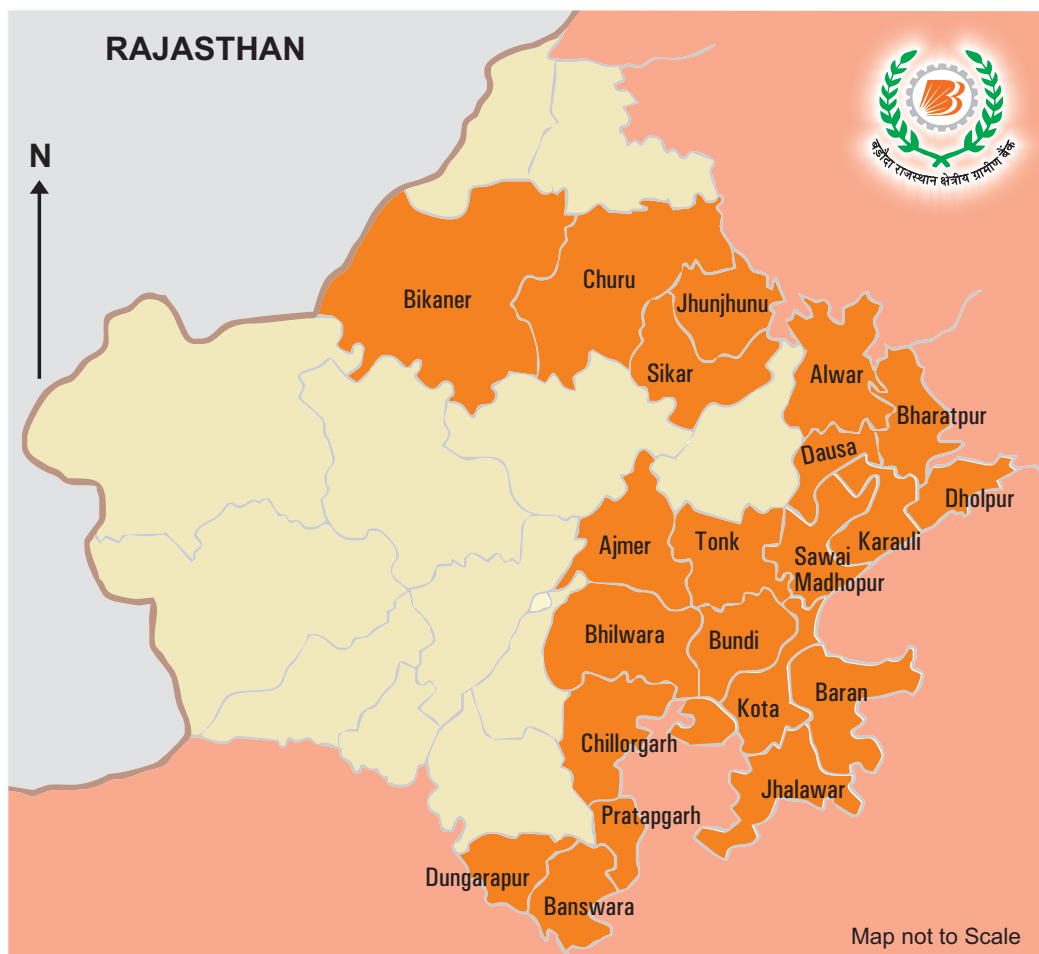 RAJASTHAN
बड़ौदा राजस्थान क्षेत्रीय ग्रामीण बैंक
N
Bikaner
Churu
Jhunjhunu
Sikar
Alwar
Bharatpur
Dausa
Dholpur
Ajmer
Tonk
Karauli
Sawai
Madhopur
Bhilwara
Bundi
Baran
Kota
Chillorgarh
Jhalawar
Pratapgarh
Dungarapur
Banswara
Map not to Scale